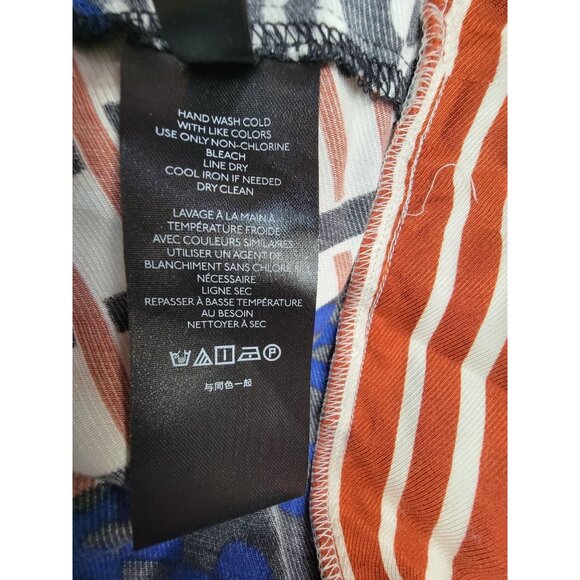 HAND WASH COLD
WITH LIKE COLORS
USE ONLY NON-CHLORINE
BLEACH
LINE DRY
COOL IRON IF NEEDED
DRY CLEAN
LAVAGE À LA MAIN À
TEMPÉRATURE FROIDE
AVEC COULEURS SIMILAIRES
UTILISER UN AGENT DE
BLANCHIMENT SANS CHLORE
NÉCESSAIRE
LIGNE SEC
REPASSER À BASSE TEMPÉRATURE
AU BESOIN
NETTOYER À SEC
P
与同色一起